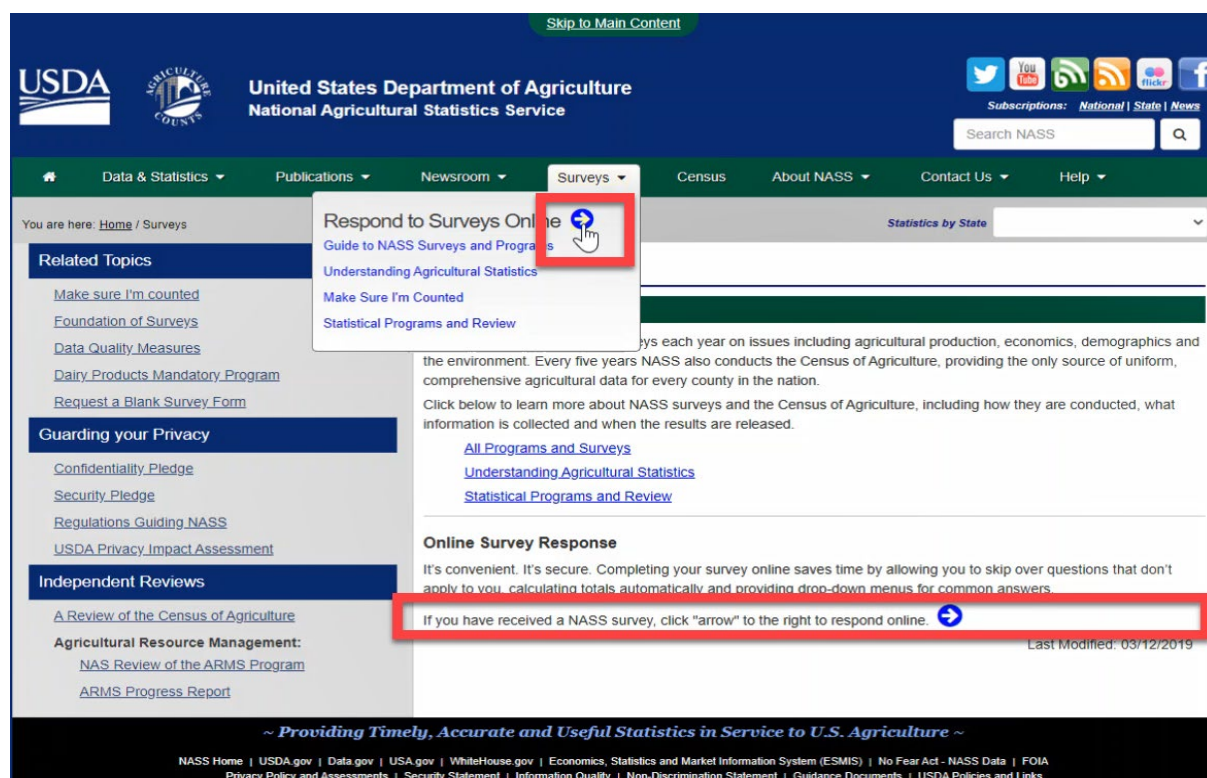 Skip to Main Content
USDA
AGRICULTURE
COUNTS
United States Department of Agriculture
National Agricultural Statistics Service
You
Tube
flickr
Subscriptions: National | State | News
Search NASS
Data & Statistics
Publications
Newsroom
Surveys
Census
About NASS
Contact Us
Help
You are here: Home / Surveys
Statistics by State
Respond to Surveys Online
Guide to NASS Surveys and Programs
Understanding Agricultural Statistics
Make Sure I'm Counted
Statistical Programs and Review
Related Topics
Make sure I'm counted
Foundation of Surveys
Data Quality Measures
Dairy Products Mandatory Program
Request a Blank Survey Form
Guarding your Privacy
Confidentiality Pledge
Security Pledge
Regulations Guiding NASS
USDA Privacy Impact Assessment
Independent Reviews
A Review of the Census of Agriculture
Agricultural Resource Management:
NAS Review of the ARMS Program
ARMS Progress Report
each year on issues including agricultural production, economics, demographics and
the environment. Every five years NASS also conducts the Census of Agriculture, providing the only source of uniform,
comprehensive agricultural data for every county in the nation.
Click below to learn more about NASS surveys and the Census of Agriculture, including how they are conducted, what
information is collected and when the results are released.
All Programs and Surveys
Understanding Agricultural Statistics
Statistical Programs and Review
Online Survey Response
It's convenient. It's secure. Completing your survey online saves time by allowing you to skip over questions that don't
apply to you, calculating totals automatically and providing drop-down menus for common answers.
If you have received a NASS survey, click "arrow" to the right to respond online.
Last Modified: 03/12/2019
~ Providing Timely, Accurate and Useful Statistics in Service to U.S. Agriculture ~
NASS Home | USDA.gov | Data.gov | USA.gov | WhiteHouse.gov | Economics, Statistics and Market Information System (ESMIS) | No Fear Act - NASS Data | FOIA
Privacy Policy and Assessments | Security Statement | Information Quality | Non-Discrimination Statement | Guidance Documents | USDA Policies and Links